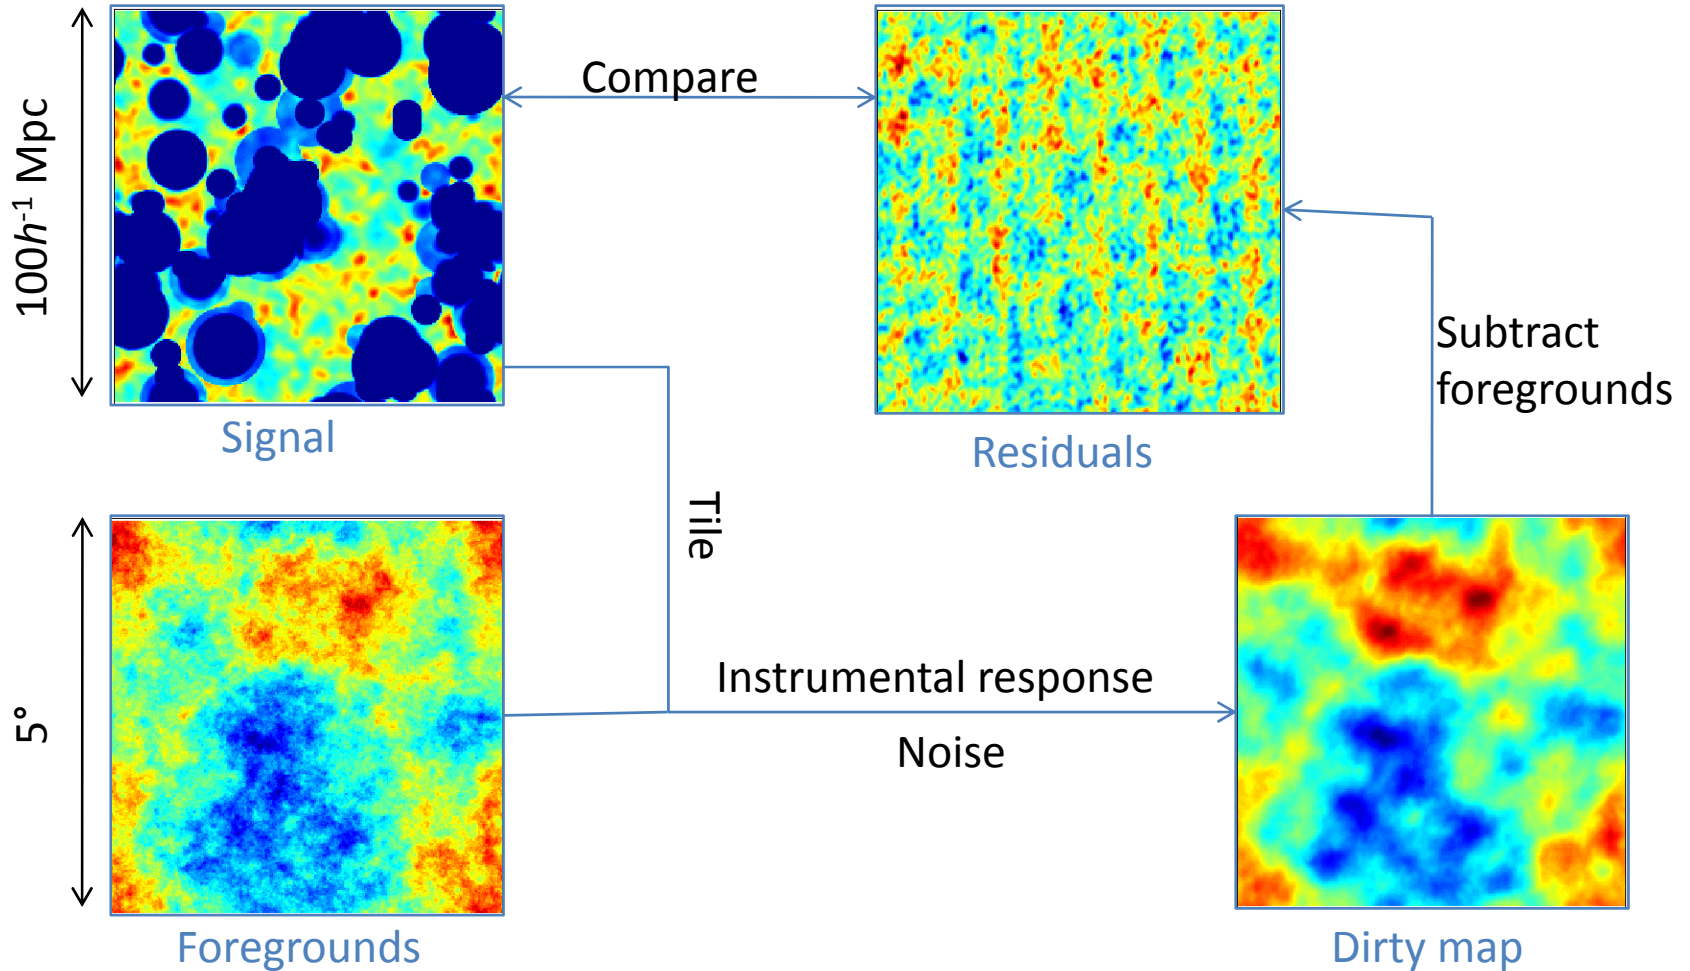 100h⁻¹ Mpc
Compare
Signal
Residuals
Subtract
foregrounds
Tile
5°
Instrumental response
Noise
Foregrounds
Dirty map